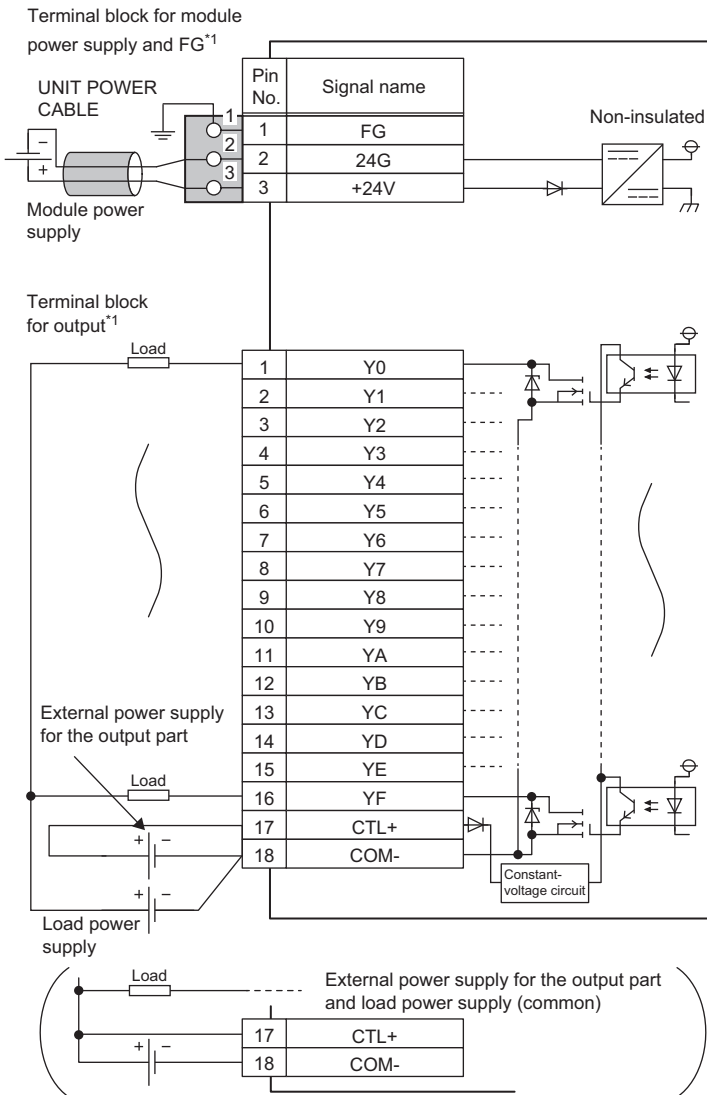 Terminal block for module
power supply and FG*1
UNIT POWER
CABLE
Pin
No.
Signal name
Non-insulated
1
2
3
1 FG
2 24G
3 +24V
−
+
Module power
supply
Terminal block
for output*1
Load
1 Y0
2 Y1
3 Y2
4 Y3
5 Y4
6 Y5
7 Y6
8 Y7
9 Y8
10 Y9
11 YA
12 YB
13 YC
14 YD
15 YE
16 YF
17 CTL+
18 COM-
External power supply
for the output part
Load
+ −
+ −
Load power
supply
Constant-
voltage circuit
Load
External power supply for the output part
and load power supply (common)
+ −
17 CTL+
18 COM-